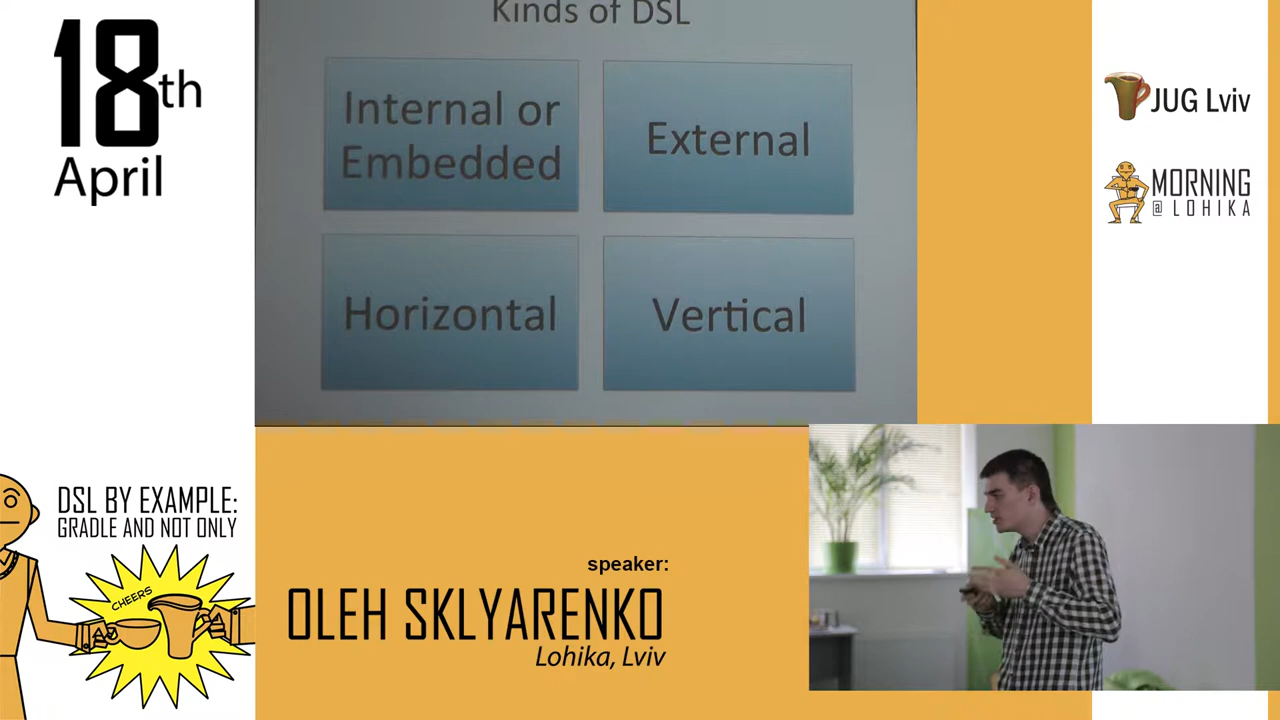 18th
April
Kinds of DSL
Internal or
Embedded
External
Horizontal
Vertical
JUG Lviv
MORNING
@ LOHIKA
DSL BY EXAMPLE:
GRADLE AND NOT ONLY
CHEERS
speaker:
OLEH SKLYARENKO
Lohika, Lviv